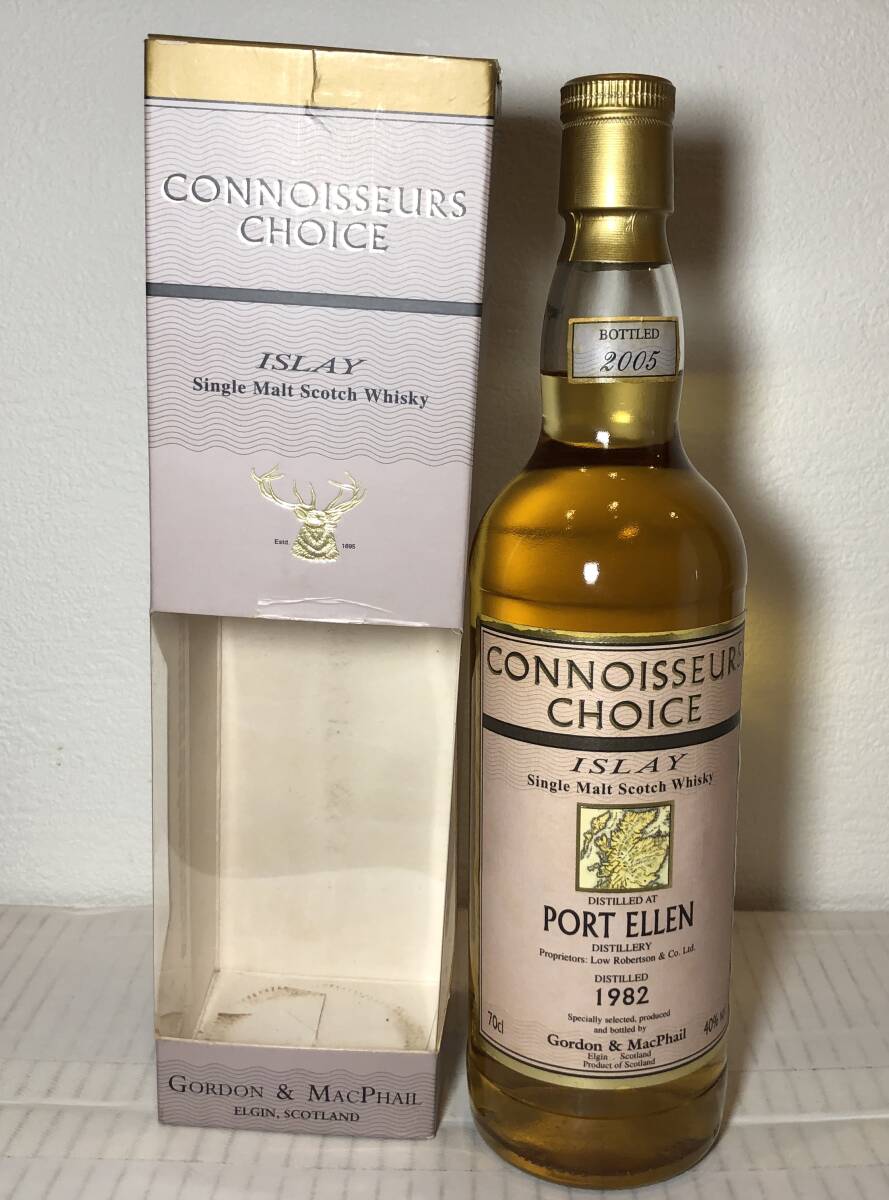 CONNOISSEURS
CHOICE
ISLAY
Single Malt Scotch Whisky
Estd. 1895
GORDON & MACPHAIL
ELGIN, SCOTLAND
BOTTLED
2005
CONNOISSEURS
CHOICE
ISLAY
Single Malt Scotch Whisky
DISTILLED AT
PORT ELLEN
DISTILLERY
Proprietors: Low Robertson & Co. Ltd.
DISTILLED
1982
Specially selected, produced
and bottled by
70cl
40%
Gordon & MacPhail
Elgin . Scotland
Product of Scotland